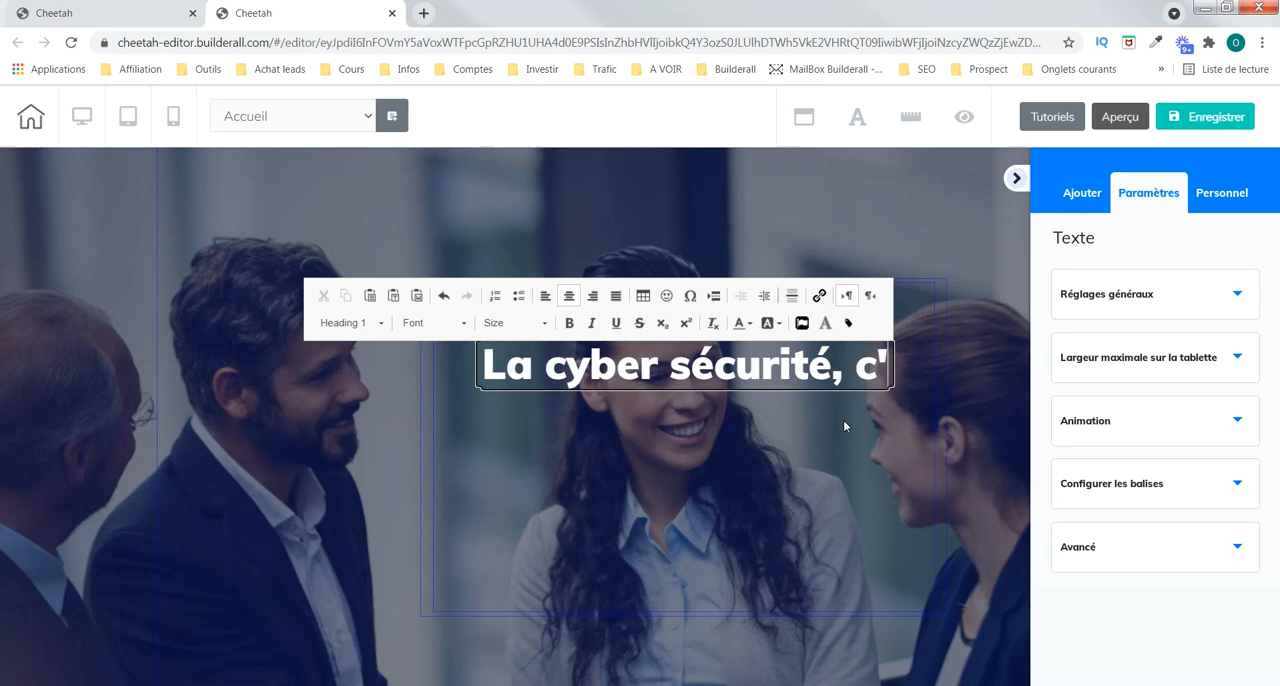 Cheetah
Cheetah
cheetah-editor.builderall.com/#/editor/
Applications
Affiliation
Outils
Achat leads
Cours
Infos
Comptes
Investir
Trafic
A VOIR
Builderall
MailBox Builderall -...
SEO
Prospect
Onglets courants
»
Liste de lecture
Accueil
Tutoriels
Aperçu
Enregistrer
Ajouter
Paramètres
Personnel
Texte
Heading 1
Font
Size
La cyber sécurité, c'
Réglages généraux
Largeur maximale sur la tablette
Animation
Configurer les balises
Avancé
IQ
9+
O